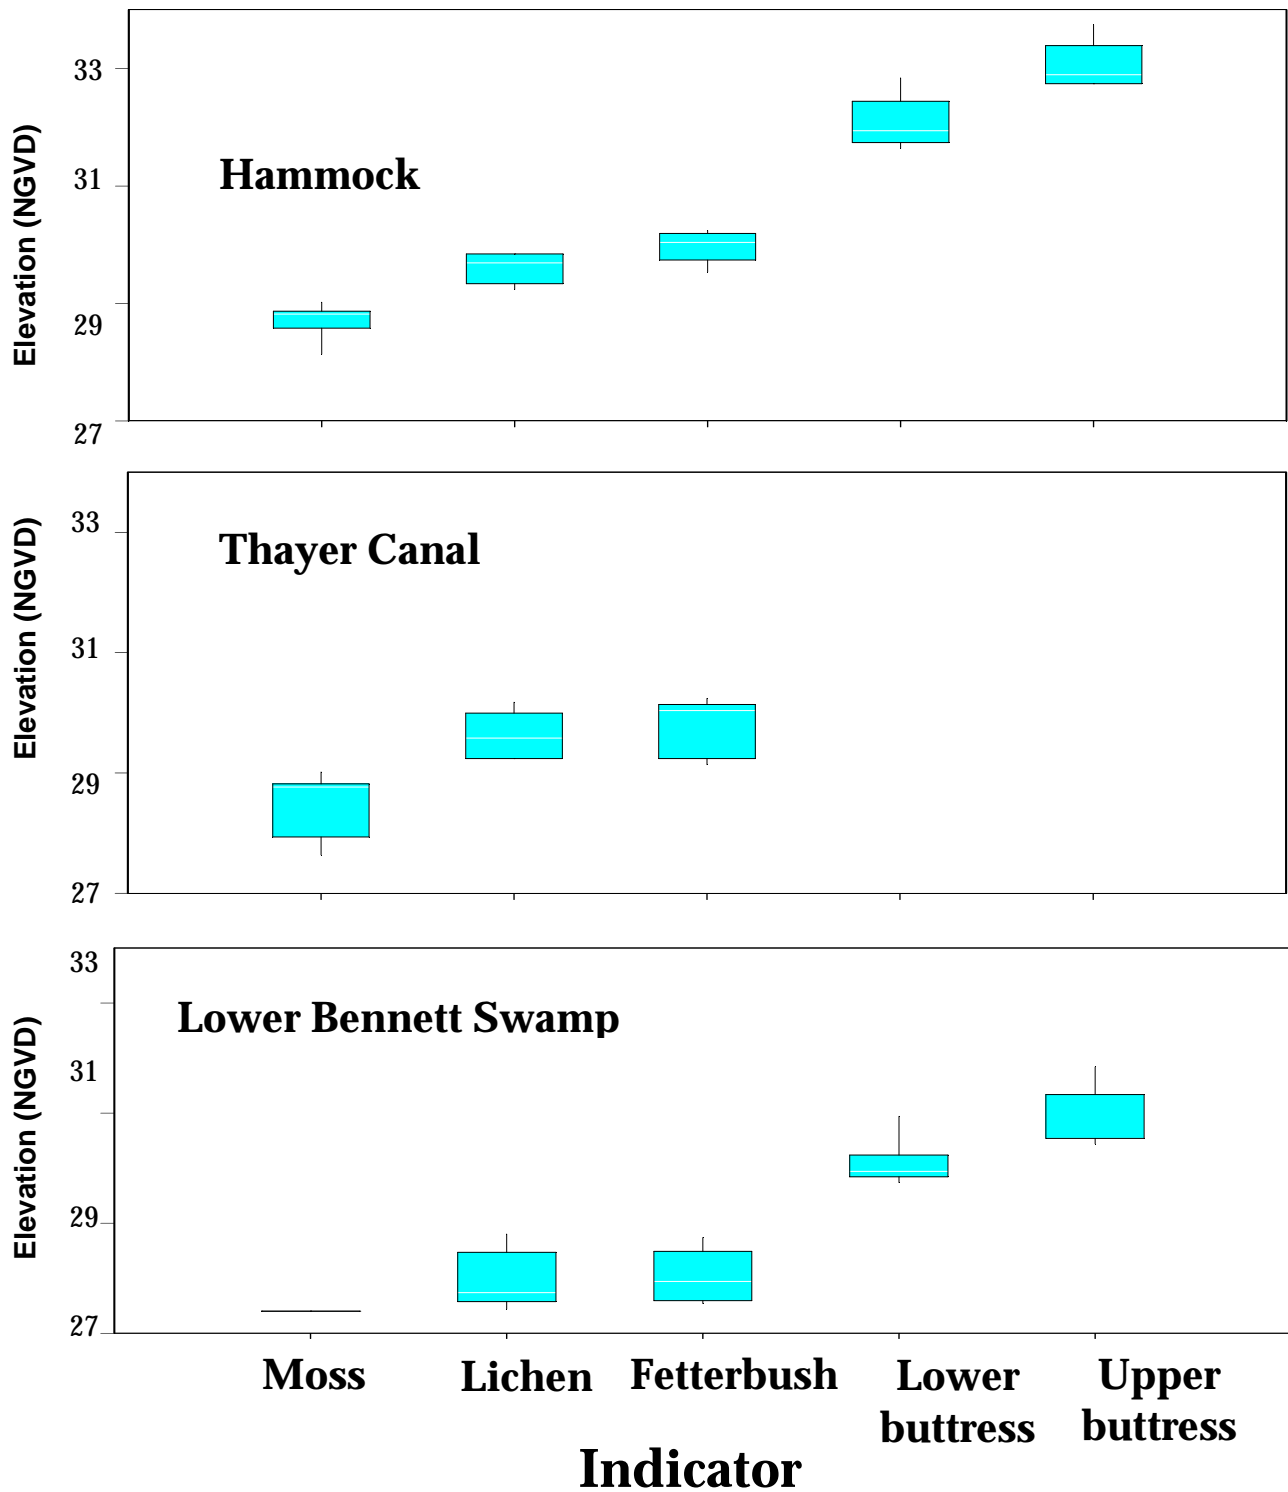 Elevation (NGVD)
33
31
29
27
Hammock
Elevation (NGVD)
33
31
29
27
Thayer Canal
Elevation (NGVD)
33
31
29
27
Lower Bennett Swamp
Moss
Lichen
Fetterbush
Lower
buttress
Upper
buttress
Indicator